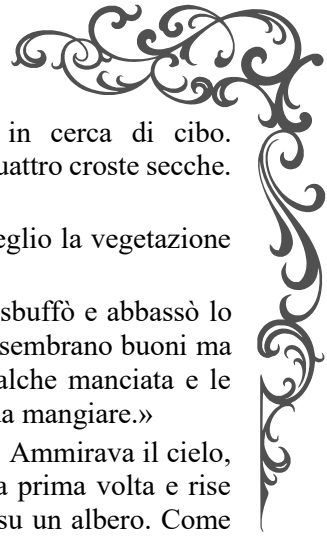 in cerca di cibo.
uattro croste secche.
eglio la vegetazione
sbuffò e abbassò lo
sembrano buoni ma
alche manciata e le
da mangiare.»
Ammirava il cielo,
a prima volta e rise
su un albero. Come